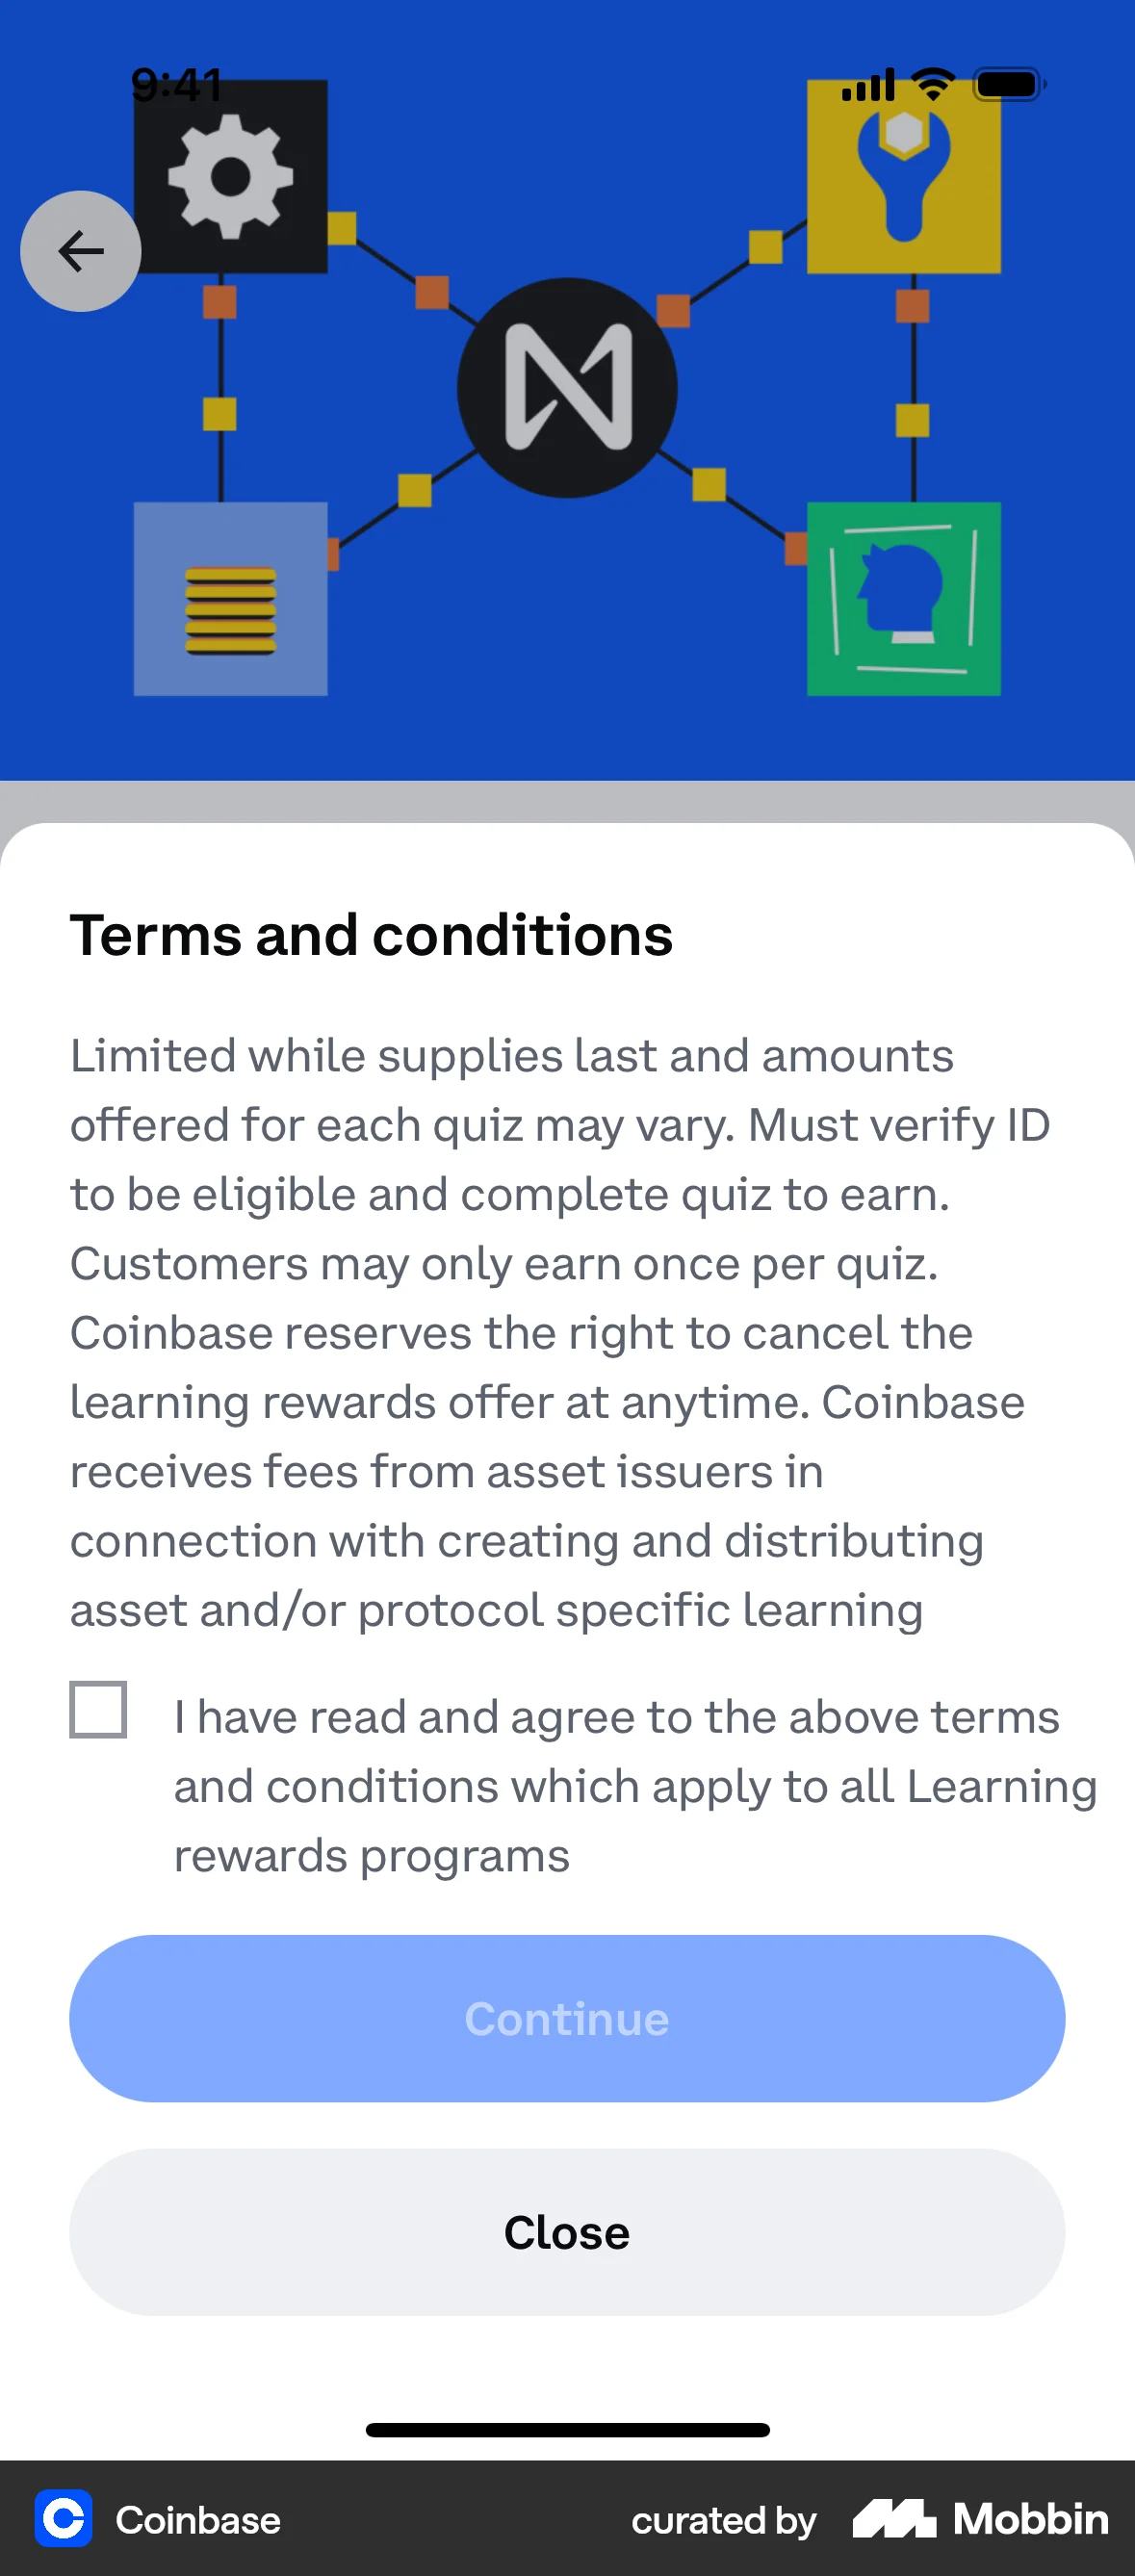 9:41
Terms and conditions
Limited while supplies last and amounts
offered for each quiz may vary. Must verify ID
to be eligible and complete quiz to earn.
Customers may only earn once per quiz.
Coinbase reserves the right to cancel the
learning rewards offer at anytime. Coinbase
receives fees from asset issuers in
connection with creating and distributing
asset and/or protocol specific learning
I have read and agree to the above terms
and conditions which apply to all Learning
rewards programs
Continue
Close
Coinbase
curated by Mobbin